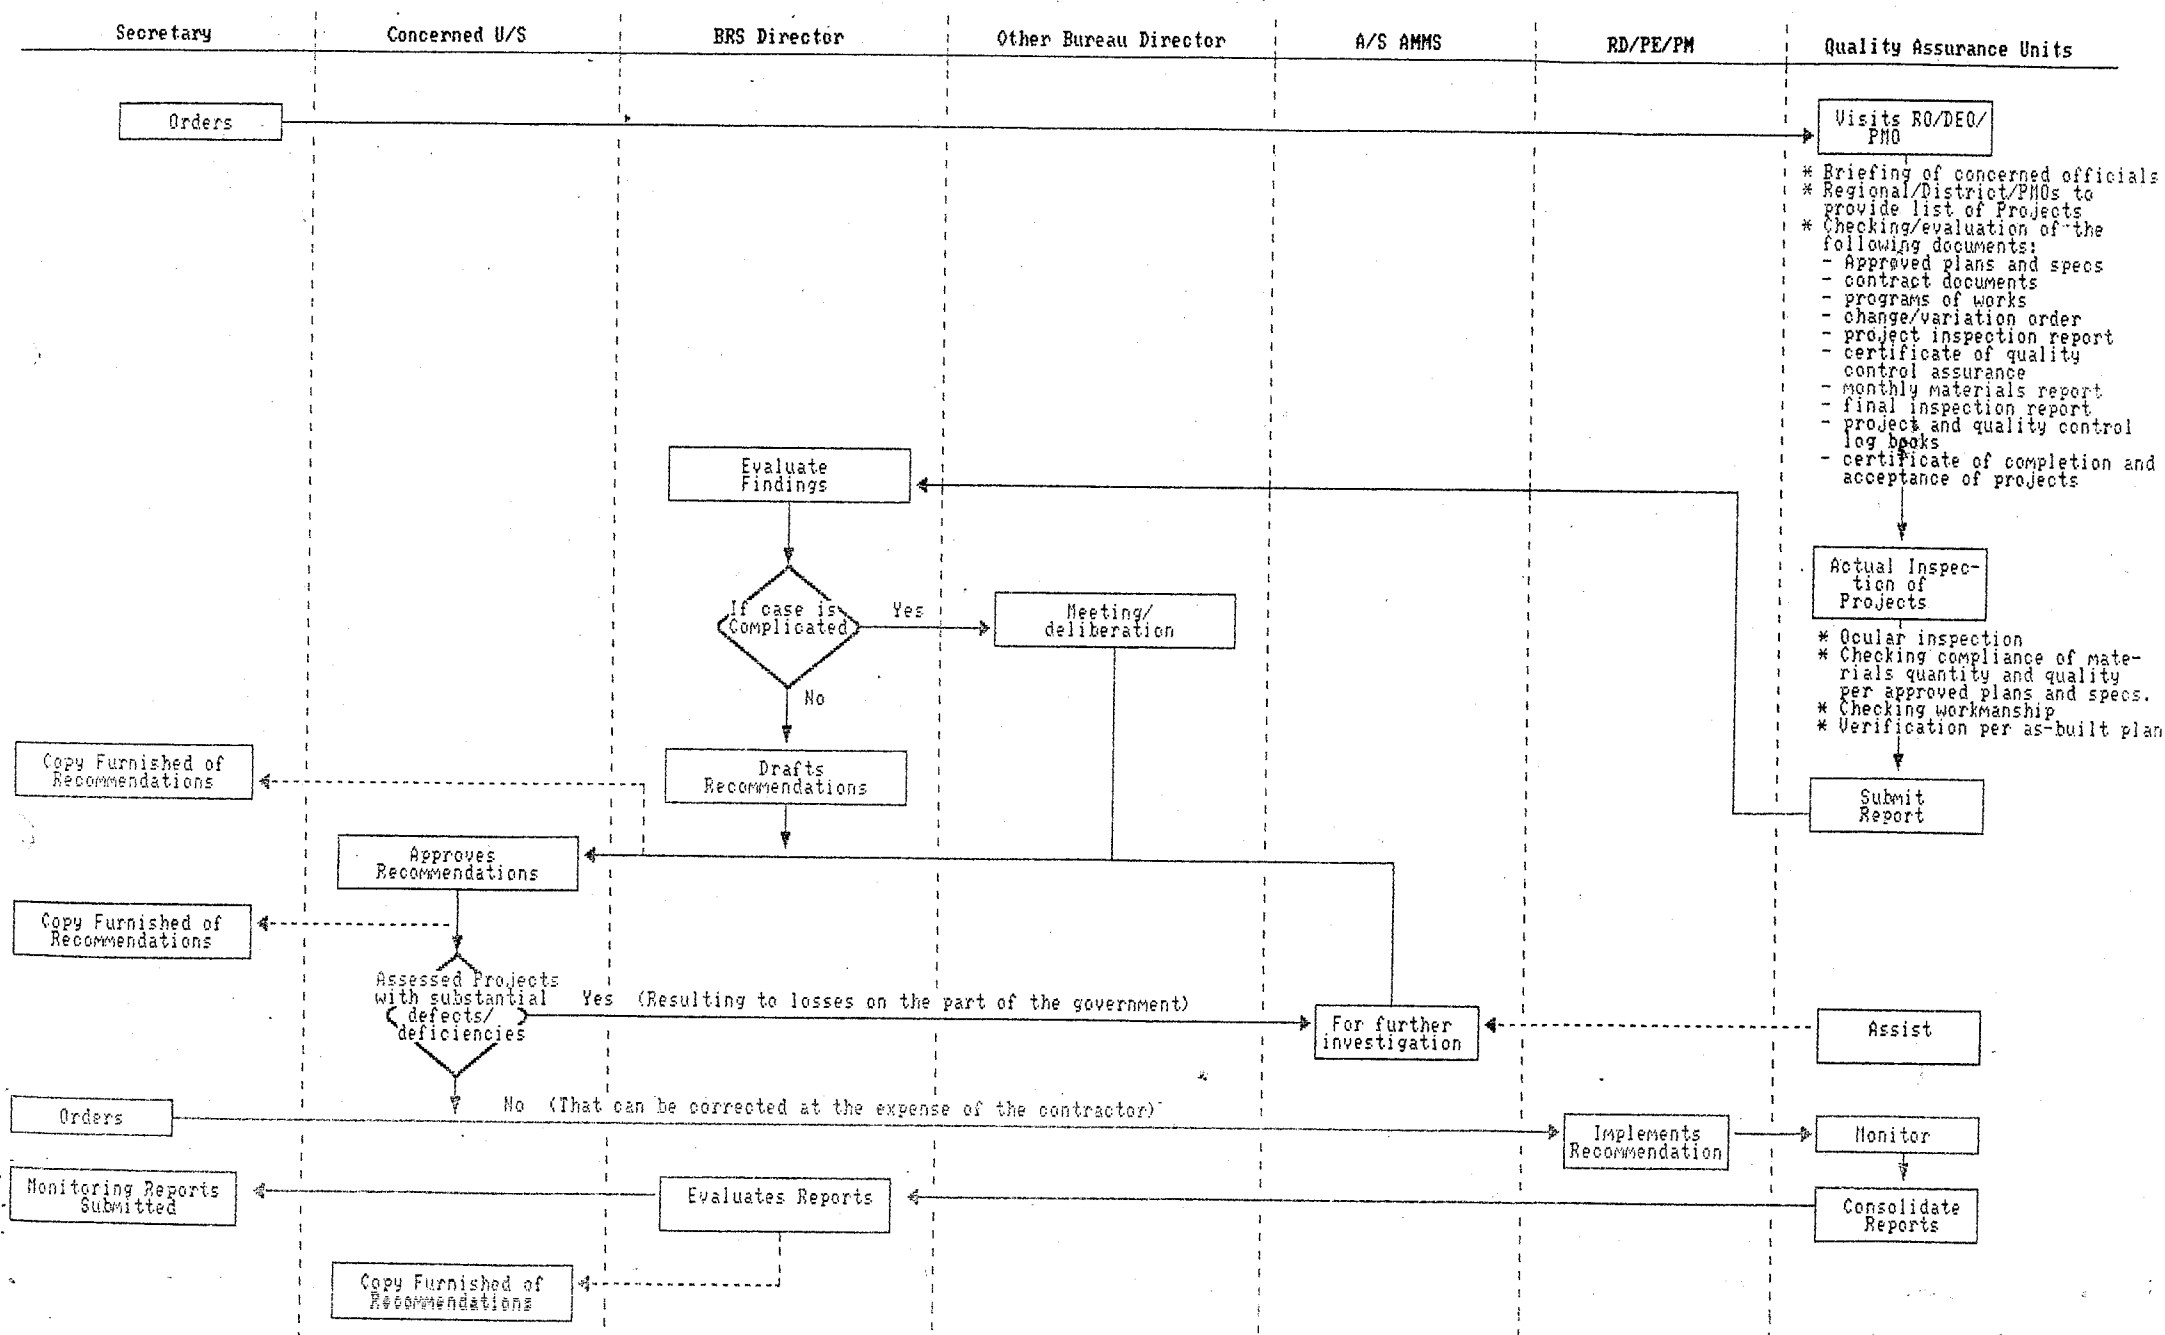 Secretary
Concerned U/S
BRS Director
Other Bureau Director
A/S AMMS
RD/PE/PM
Quality Assurance Units
Orders
Visits RO/DEO/
PMO
* Briefing of concerned officials
* Regional/District/PMOs to
provide list of Projects
* Checking/evaluation of the
following documents:
- Approved plans and specs
- contract documents
- programs of works
- change/variation order
- project inspection report
- certificate of quality
control assurance
- monthly materials report
- final inspection report
- project and quality control
log books
- certificate of completion and
acceptance of projects
Evaluate
Findings
Actual Inspec-
tion of
Projects
If case is
Complicated
Yes
Meeting/
deliberation
No
* Ocular inspection
* Checking compliance of mate-
rials quantity and quality
per approved plans and specs.
* Checking workmanship
* Verification per as-built plan
Copy Furnished of
Recommendations
Drafts
Recommendations
Submit
Report
Approves
Recommendations
Copy Furnished of
Recommendations
Assessed Projects
with substantial
defects/
deficiencies
Yes (Resulting to losses on the part of the government)
For further
investigation
Assist
Orders
No (That can be corrected at the expense of the contractor)
Implements
Recommendation
Monitor
Monitoring Reports
Submitted
Evaluates Reports
Consolidate
Reports
Copy Furnished of
Recommendations